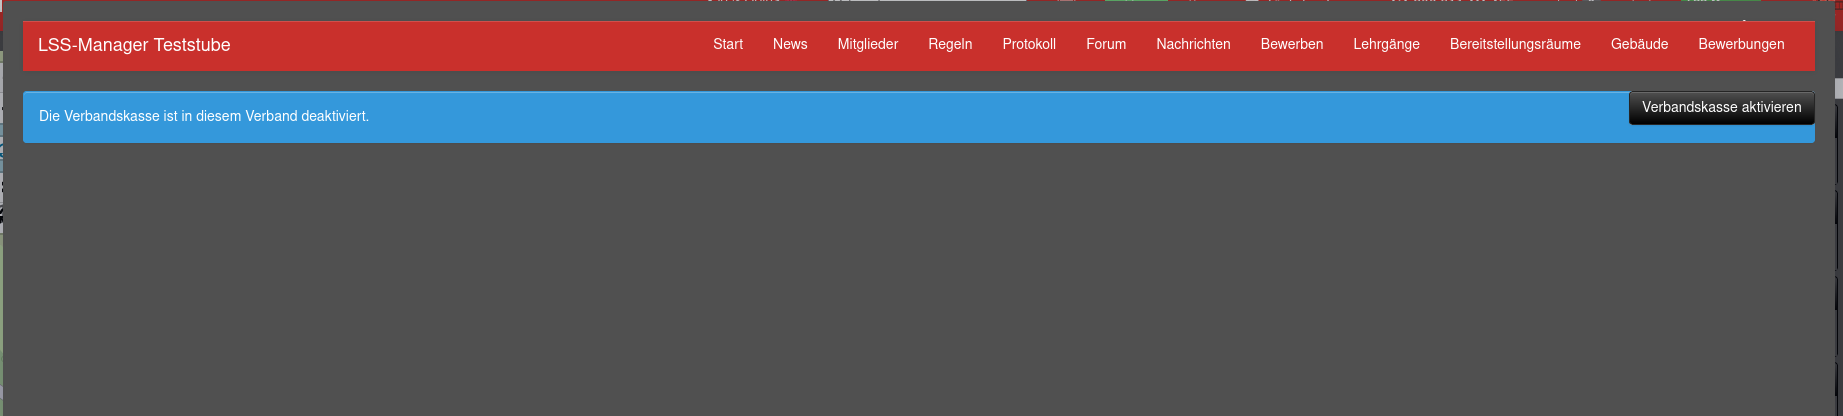 LSS-Manager Teststube Start News Mitglieder Regeln Protokoll Forum Nachrichten Bewerben Lehrgänge Bereitstellungsräume Gebäude Bewerbungen
Die Verbandskasse ist in diesem Verband deaktiviert. Verbandskasse aktivieren